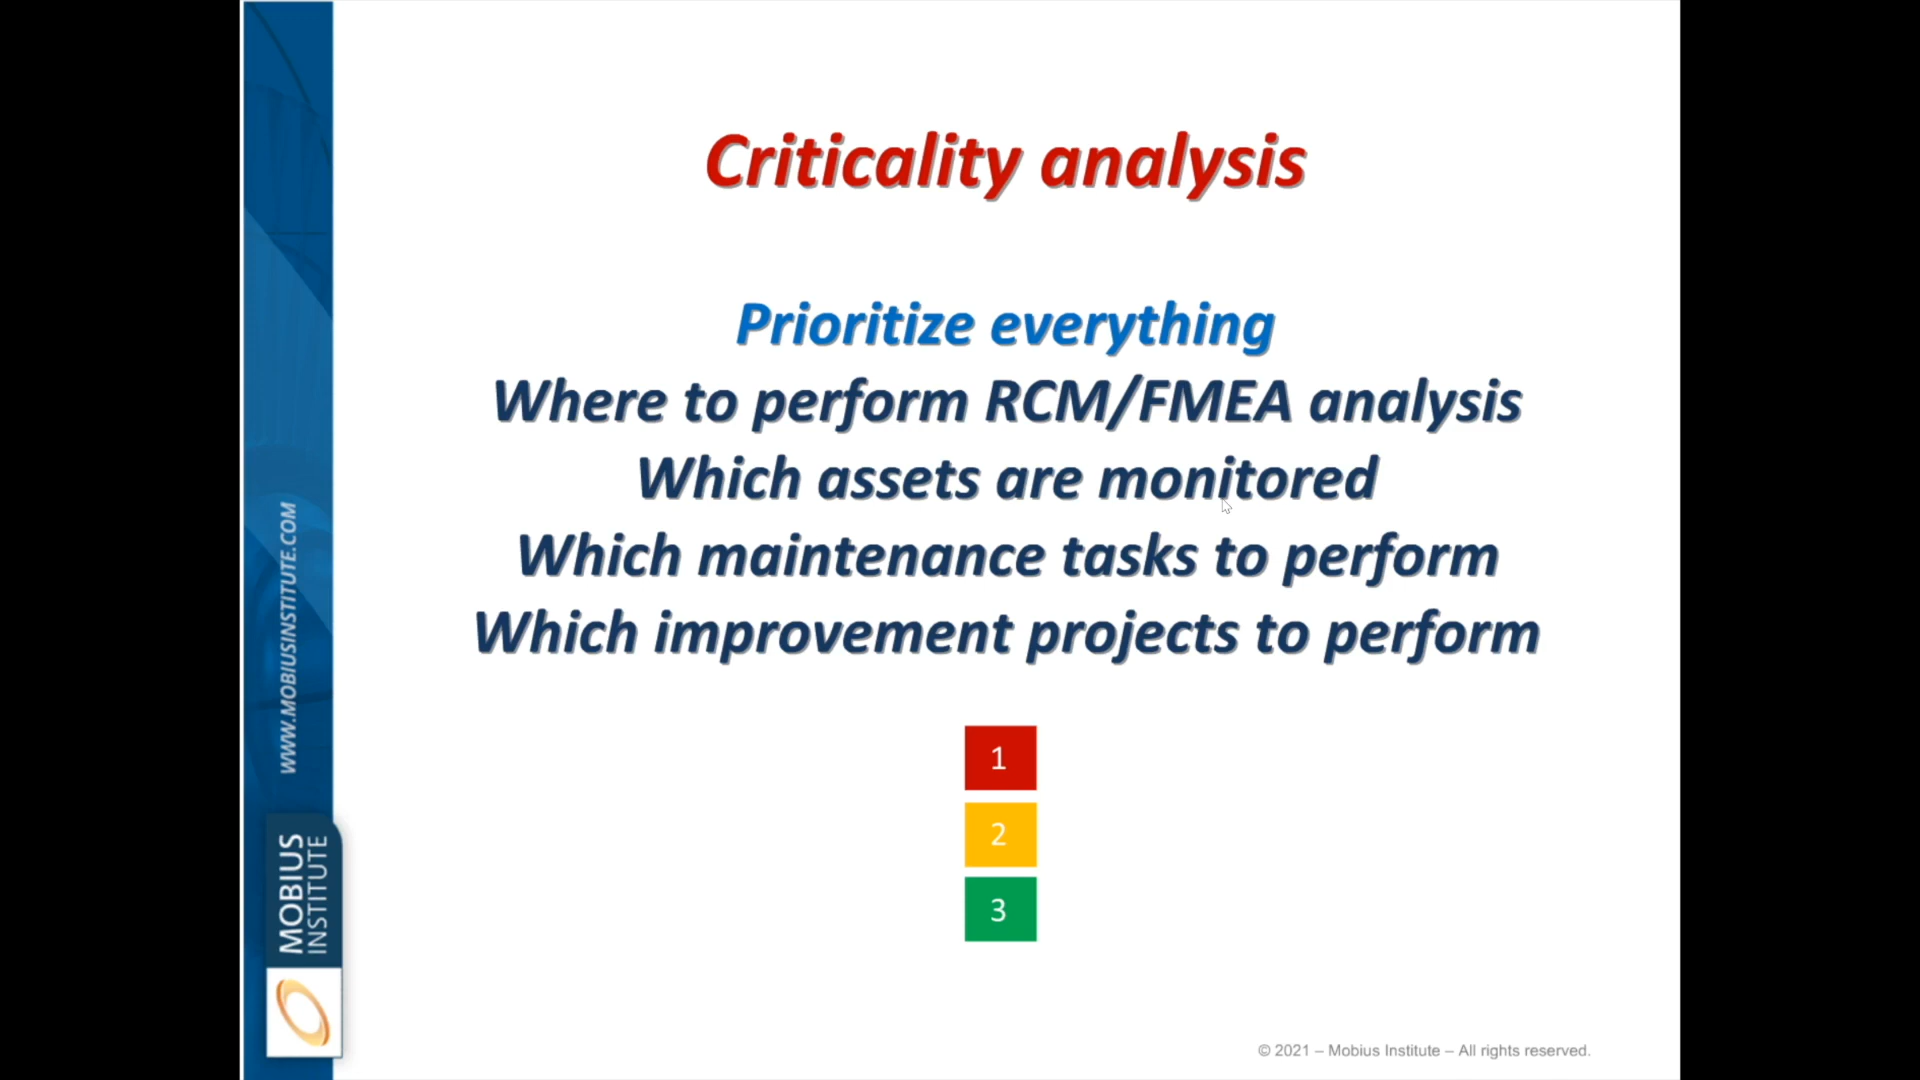 Criticality analysis
Prioritize everything
Where to perform RCM/FMEA analysis
Which assets are monitored
Which maintenance tasks to perform
Which improvement projects to perform
1
2
3
WWW.MOBIUSINSTITUTE.COM
MOBIUS
INSTITUTE
© 2021 – Mobius Institute – All rights reserved.